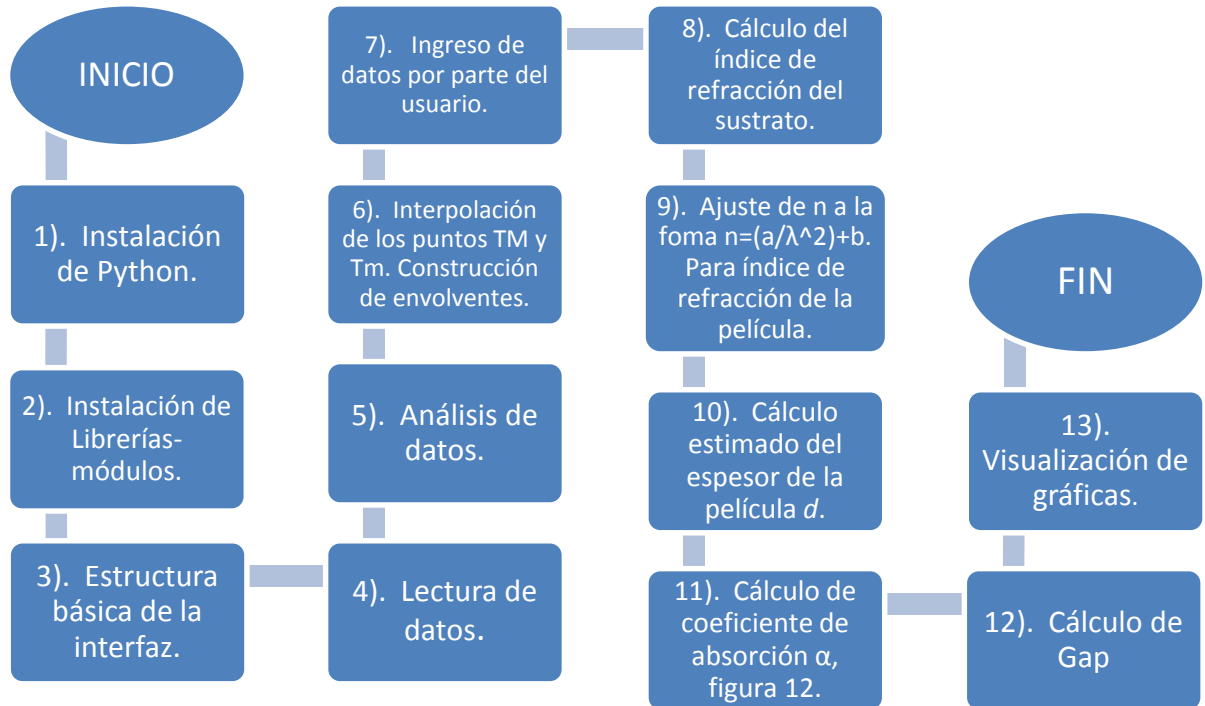 INICIO
1). Instalación
de Python.
2). Instalación de
Librerías-
módulos.
3). Estructura
básica de la
interfaz.
4). Lectura de
datos.
5). Análisis de
datos.
6). Interpolación
de los puntos TM y
Tm. Construcción
de envolventes.
7). Ingreso de
datos por parte del
usuario.
8). Cálculo del
índice de
refracción del
sustrato.
9). Ajuste de n a la
foma n=(a/λ^2)+b.
Para índice de
refracción de la
película.
10). Cálculo
estimado del
espesor de la
película d.
11). Cálculo de
coeficiente de
absorción α,
figura 12.
12). Cálculo de
Gap
13).
Visualización de
gráficas.
FIN